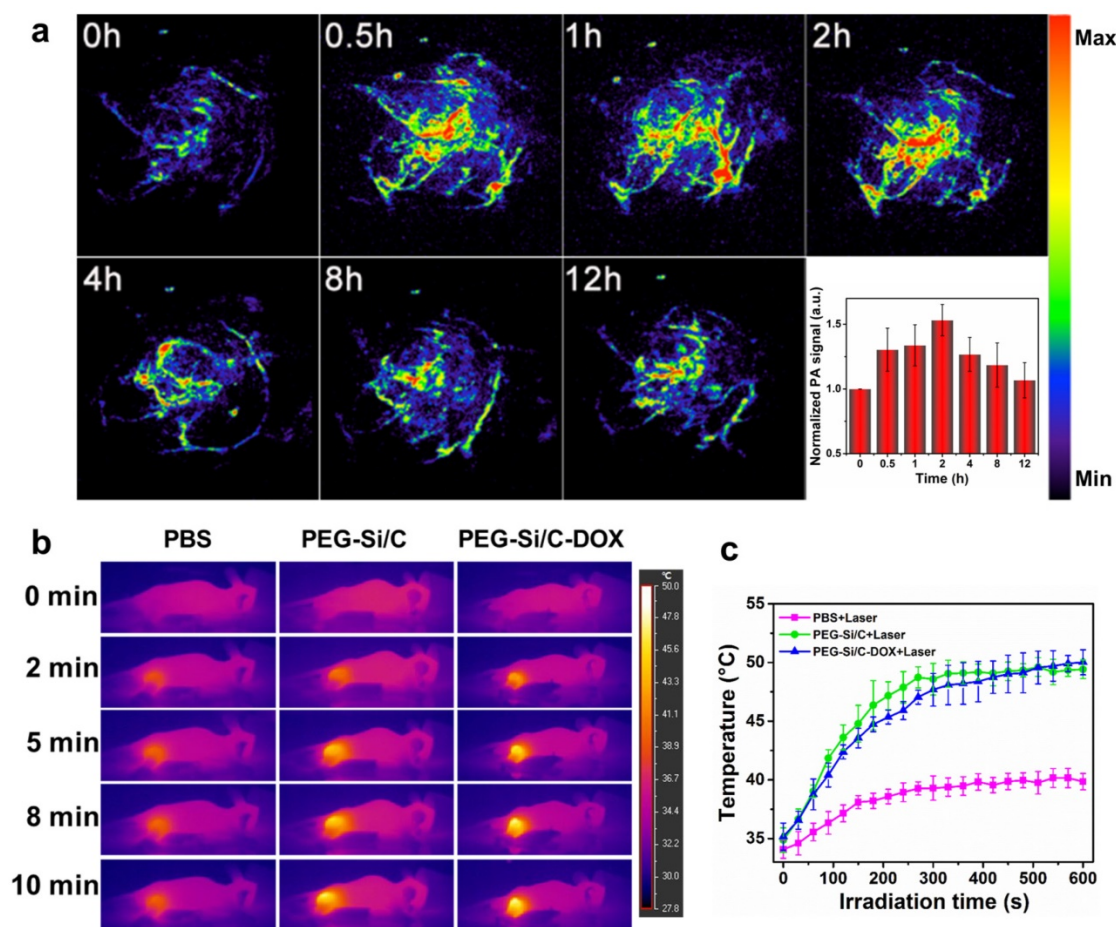 a
0h
0.5h
1h
2h
Max
4h
8h
12h
Normalized PA signal (a.u.)
1.5
1.0
0.5
0 0.5 1 2 4 8 12
Time (h)
Min
b
PBS PEG-Si/C PEG-Si/C-DOX
0 min
2 min
5 min
8 min
10 min
°C
50.0
47.8
45.6
43.3
41.1
38.9
36.7
34.4
32.2
30.0
27.8
c
55
50
45
40
35
Temperature (°C)
PBS+Laser
PEG-Si/C+Laser
PEG-Si/C-DOX+Laser
0 100 200 300 400 500 600
Irradiation time (s)